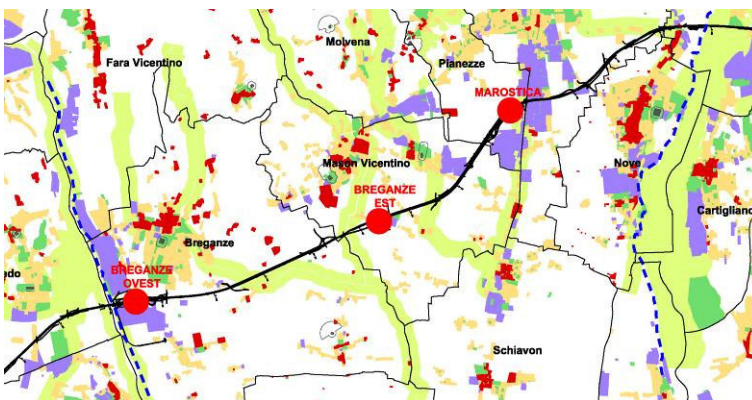 Molvena
Fara Vicentino
Pianezze
MAROSTICA
Mason Vicentino
Nove
BREGANZE
EST
Cartigliano
Breganze
BREGANZE
OVEST
edo
Schiavon